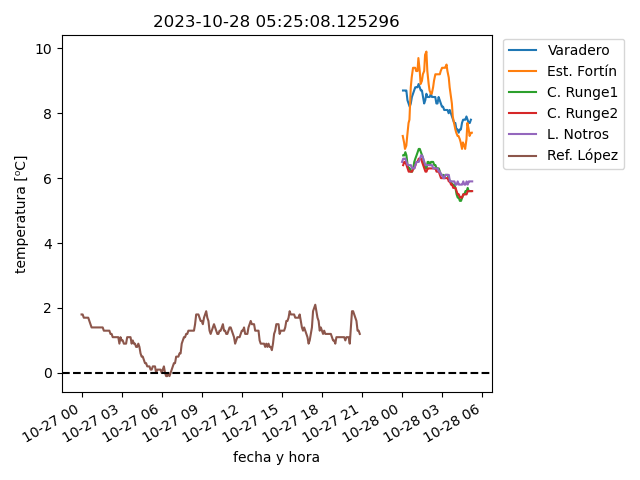 2023-10-28 05:25:08.125296
temperatura [ºC]
10
8
6
4
2
0
10-27 00
10-27 03
10-27 06
10-27 09
10-27 12
10-27 15
10-27 18
10-27 21
10-28 00
10-28 03
10-28 06
fecha y hora
Varadero
Est. Fortín
C. Runge1
C. Runge2
L. Notros
Ref. López